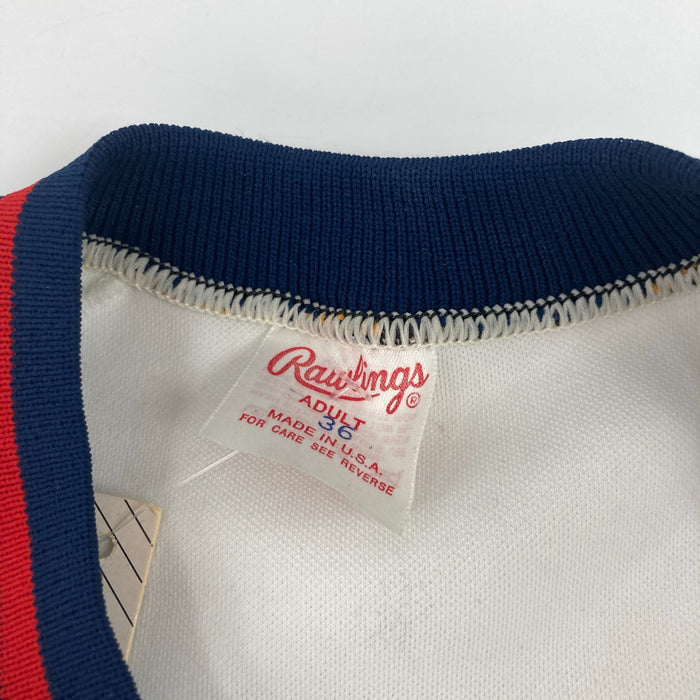 Rawlings®
ADULT
36
MADE IN U.S.A.
FOR CARE SEE REVERSE